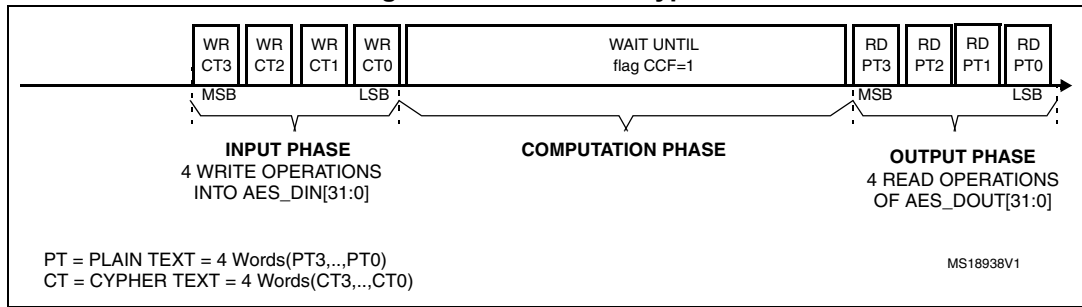 WR CT3
WR CT2
WR CT1
WR CT0
WAIT UNTIL
flag CCF=1
RD PT3
RD PT2
RD PT1
RD PT0
MSB
LSB
MSB
LSB
INPUT PHASE
4 WRITE OPERATIONS
INTO AES_DIN[31:0]
COMPUTATION PHASE
OUTPUT PHASE
4 READ OPERATIONS
OF AES_DOUT[31:0]
PT = PLAIN TEXT = 4 Words(PT3,..,PT0)
CT = CYPHER TEXT = 4 Words(CT3,..,CT0)
MS18938V1